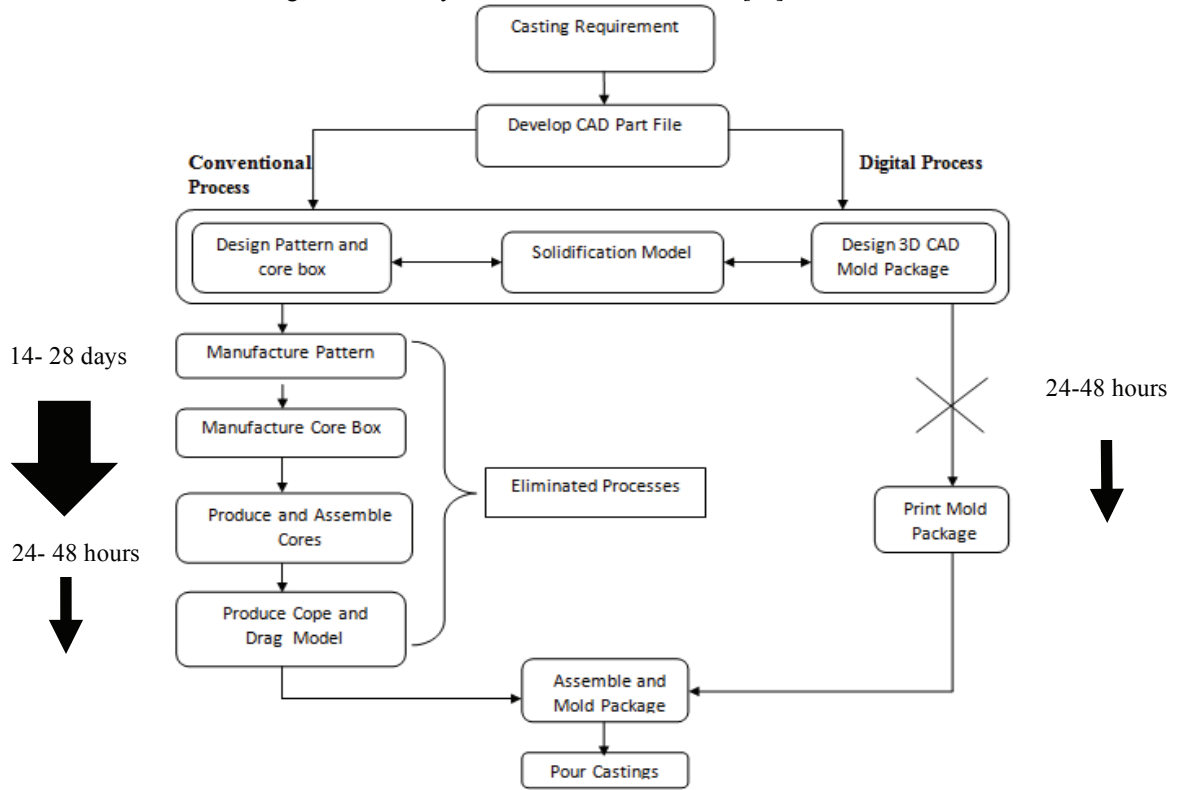 Casting Requirement
Develop CAD Part File
Conventional
Process
Digital Process
Design Pattern and
core box
Solidification Model
Design 3D CAD
Mold Package
14- 28 days
Manufacture Pattern
24-48 hours
Manufacture Core Box
Eliminated Processes
Produce and Assemble
Cores
Print Mold
Package
24- 48 hours
Produce Cope and
Drag Model
Assemble and
Mold Package
Pour Castings